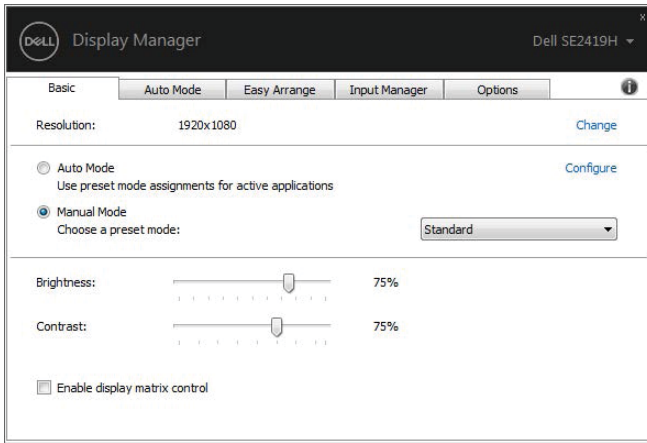 x
DELL Display Manager Dell SE2419H
Basic Auto Mode Easy Arrange Input Manager Options i
Resolution: 1920x1080 Change
Auto Mode Configure
Use preset mode assignments for active applications
Manual Mode
Choose a preset mode: Standard
Brightness: 75%
Contrast: 75%
Enable display matrix control